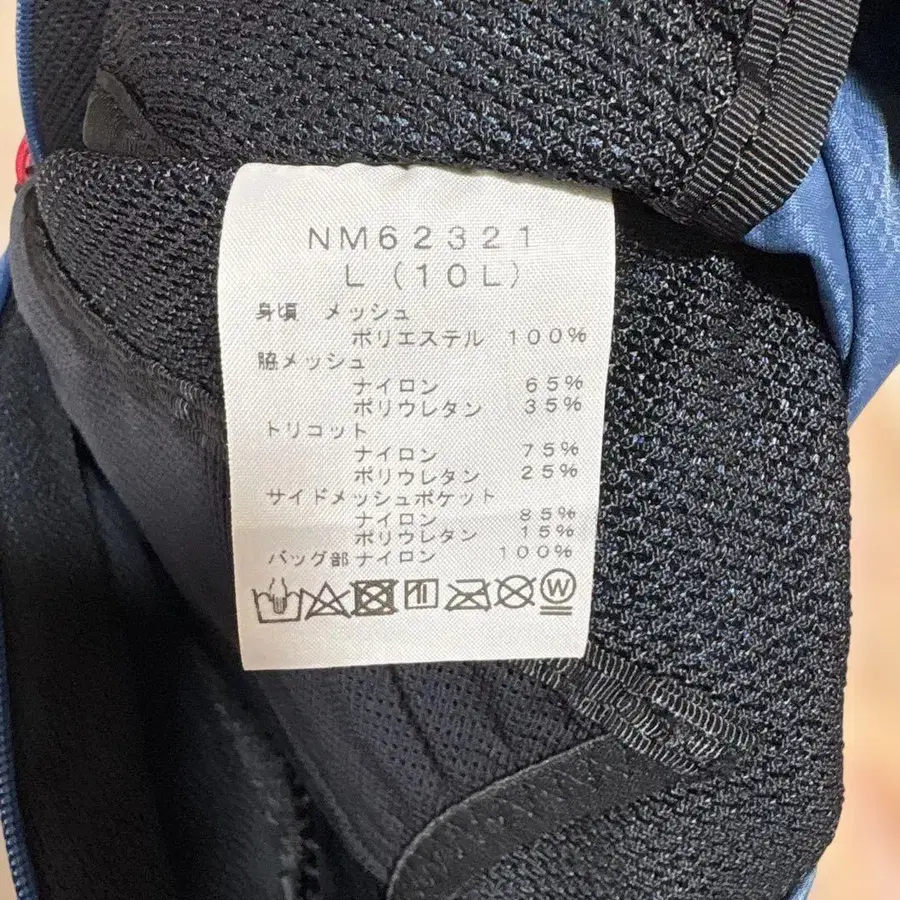 NM62321
L(10L)
身頃 メッシュ
ポリエステル 100%
脇メッシュ
ナイロン 65%
ポリウレタン 35%
トリコット
ナイロン 75%
ポリウレタン 25%
サイドメッシュポケット
ナイロン 85%
ポリウレタン 15%
バッグ部 ナイロン 100%
W